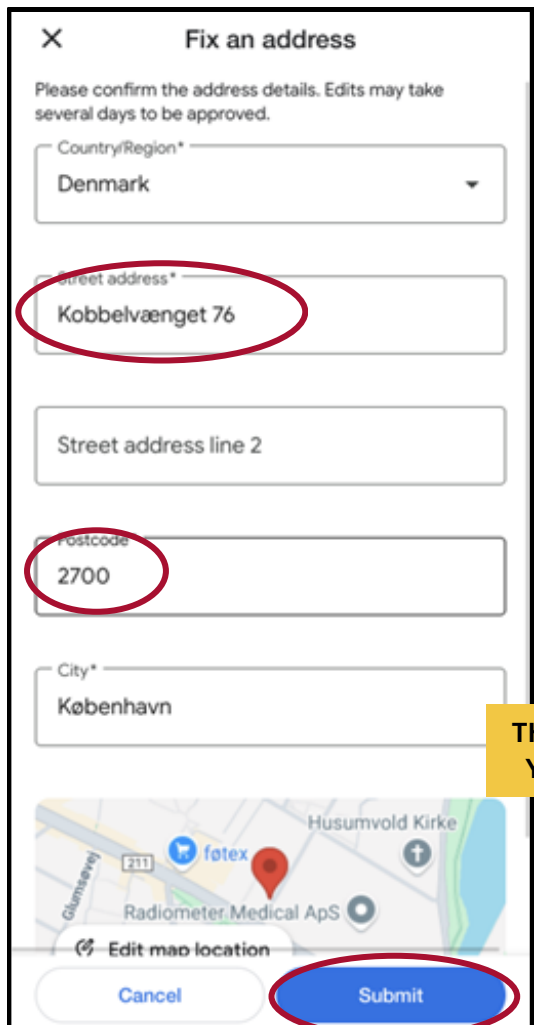 Fix an address
Please confirm the address details. Edits may take
several days to be approved.
Country/Region*
Denmark
Street address*
Kobbelvænget 76
Street address line 2
Postcode
2700
City*
København
Husumvold Kirke
føtex
211
Glumsøvej
Radiometer Medical ApS
Edit map location
Cancel
Submit